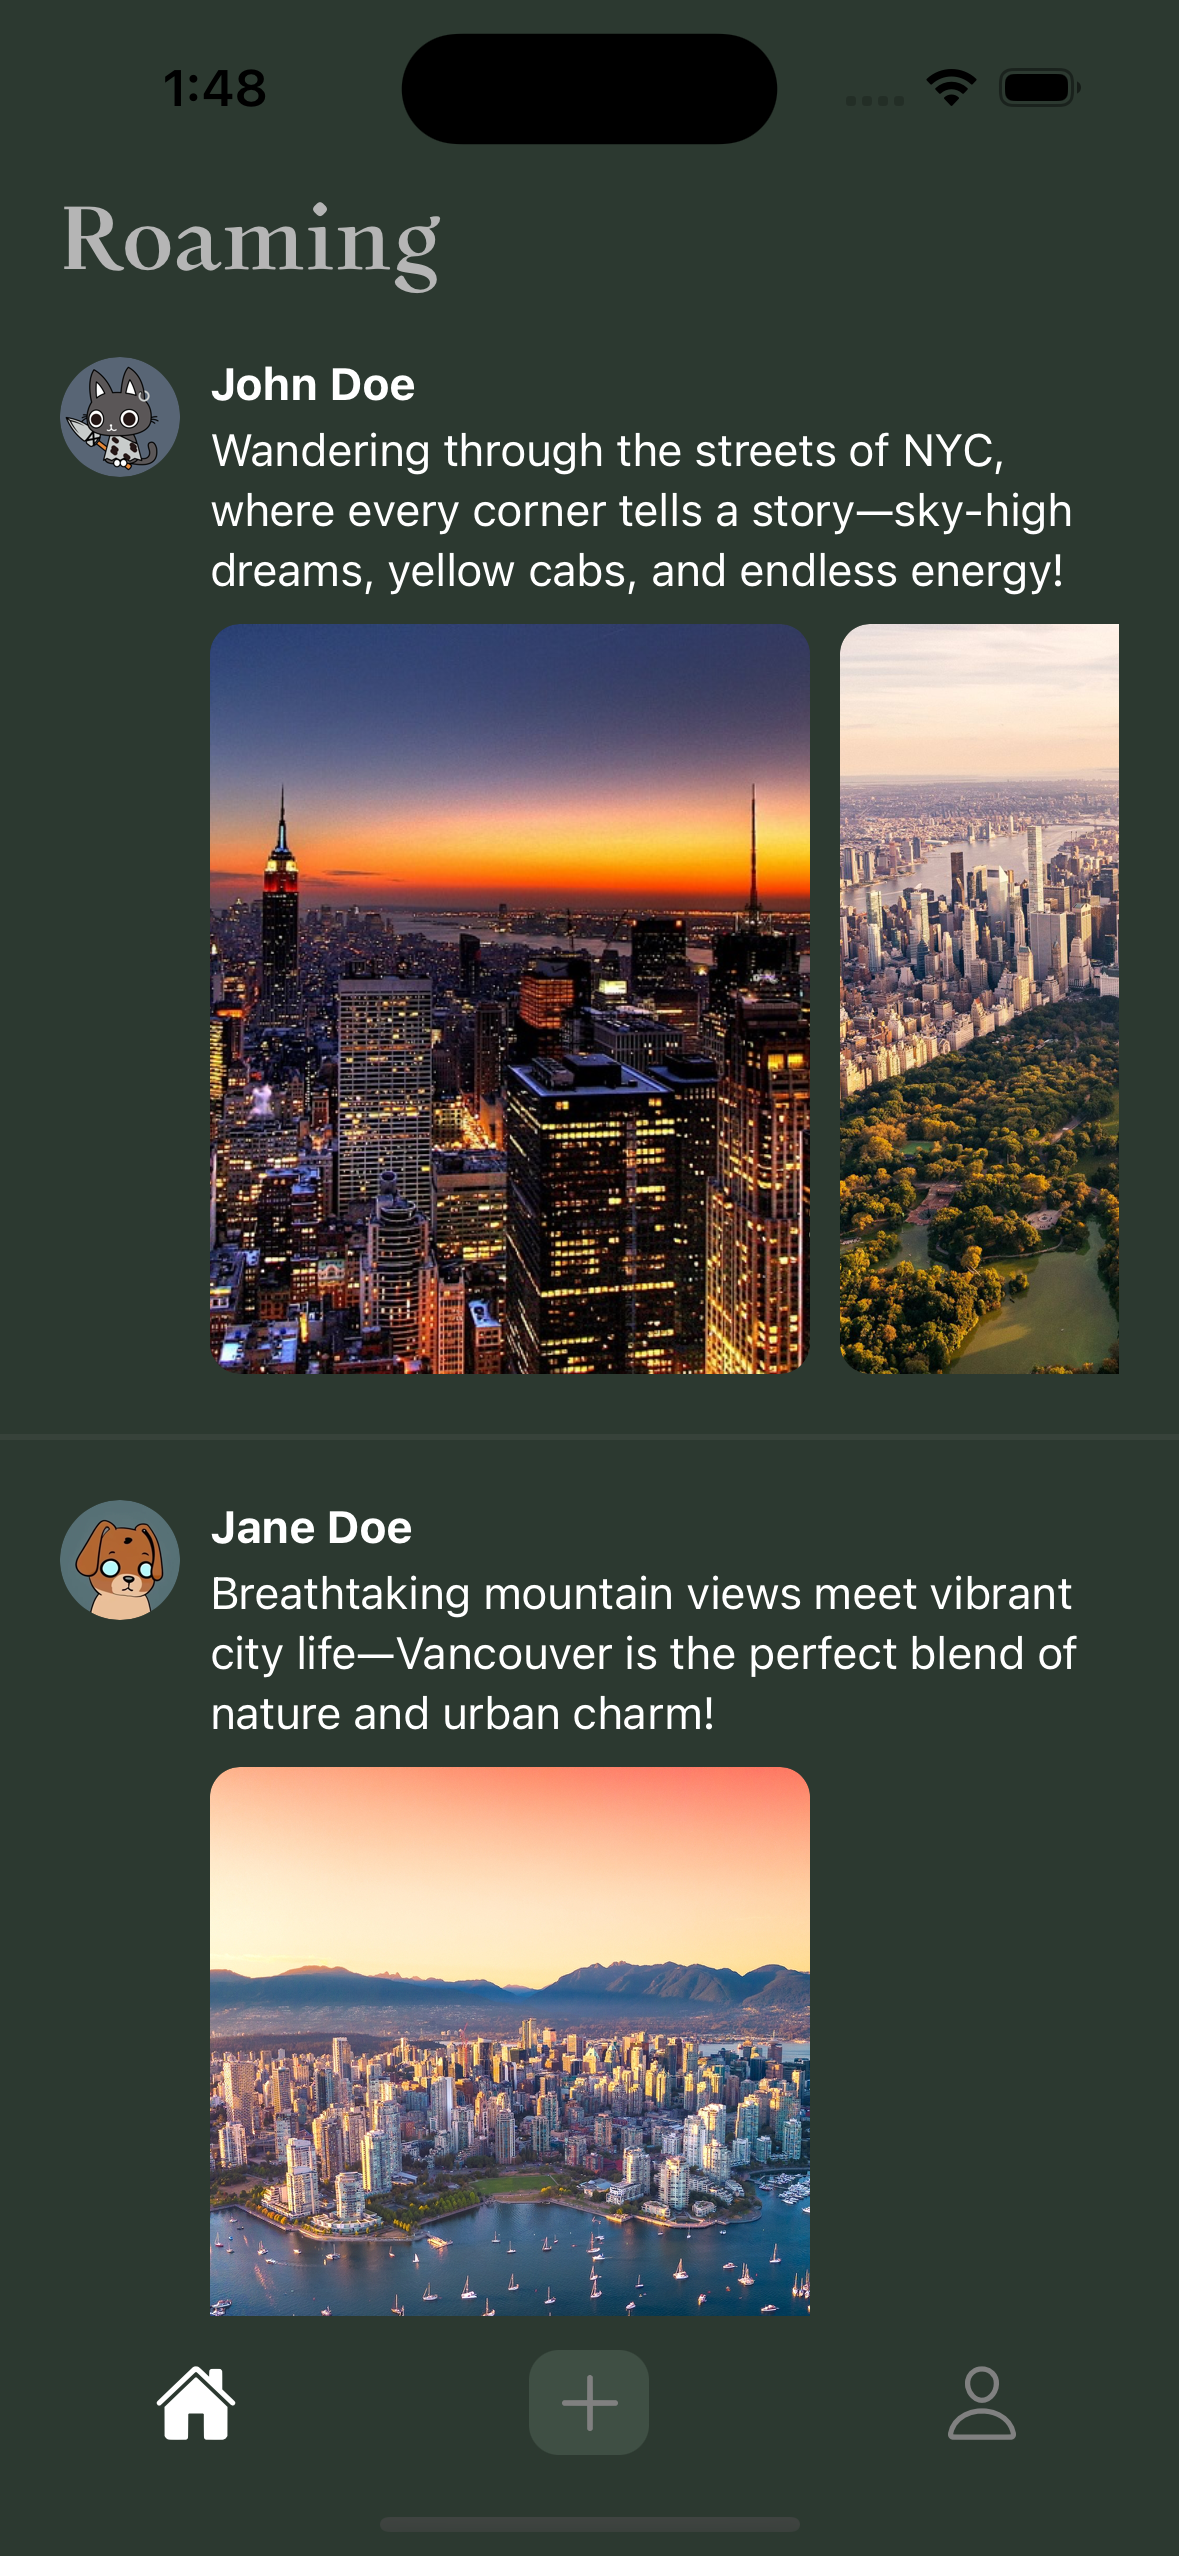 1:48
Roaming
John Doe
Wandering through the streets of NYC,
where every corner tells a story—sky-high
dreams, yellow cabs, and endless energy!
Jane Doe
Breathtaking mountain views meet vibrant
city life—Vancouver is the perfect blend of
nature and urban charm!